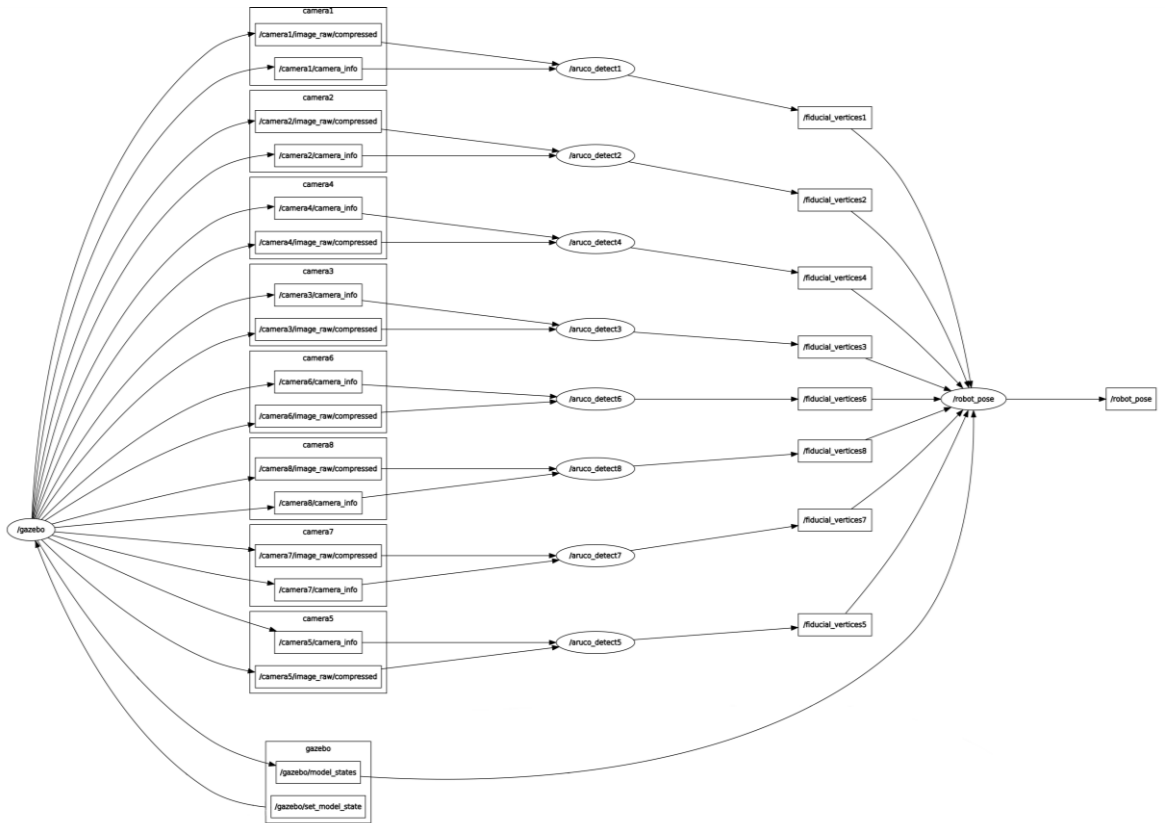 camera1
/camera1/image_raw/compressed
/camera1/camera_info
/aruco_detect1
/fiducial_vertices1
camera2
/camera2/image_raw/compressed
/camera2/camera_info
/aruco_detect2
/fiducial_vertices2
camera4
/camera4/camera_info
/camera4/image_raw/compressed
/aruco_detect4
/fiducial_vertices4
camera3
/camera3/camera_info
/camera3/image_raw/compressed
/aruco_detect3
/fiducial_vertices3
camera6
/camera6/camera_info
/camera6/image_raw/compressed
/aruco_detect6
/fiducial_vertices6
/robot_pose
/robot_pose
camera8
/camera8/image_raw/compressed
/camera8/camera_info
/aruco_detect8
/fiducial_vertices8
/gazebo
camera7
/camera7/image_raw/compressed
/camera7/camera_info
/aruco_detect7
/fiducial_vertices7
camera5
/camera5/camera_info
/camera5/image_raw/compressed
/aruco_detect5
/fiducial_vertices5
gazebo
/gazebo/model_states
/gazebo/set_model_state